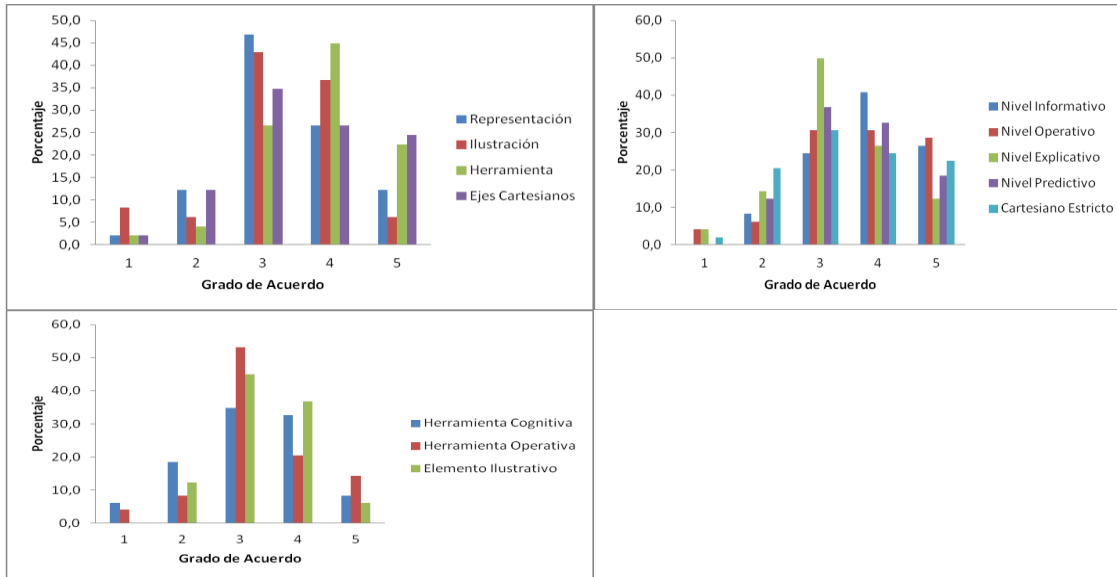 50,0
45,0
40,0
35,0
30,0
25,0
20,0
15,0
10,0
5,0
0,0
Porcentaje
1 2 3 4 5
Grado de Acuerdo
Representación
Ilustración
Herramienta
Ejes Cartesianos
60,0
50,0
40,0
30,0
20,0
10,0
0,0
Porcentaje
1 2 3 4 5
Grado de Acuerdo
Nivel Informativo
Nivel Operativo
Nivel Explicativo
Nivel Predictivo
Cartesiano Estricto
60,0
50,0
40,0
30,0
20,0
10,0
0,0
Porcentaje
1 2 3 4 5
Grado de Acuerdo
Herramienta Cognitiva
Herramienta Operativa
Elemento Ilustrativo